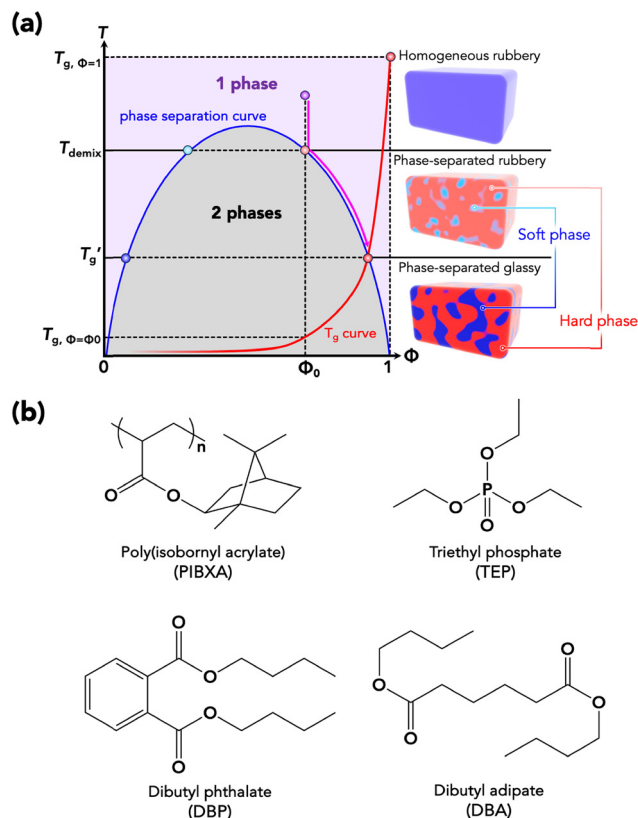 (a)
T
Tg, Φ=1
1 phase
phase separation curve
Tdemix
2 phases
Tg'
Tg, Φ=Φ0
Tg curve
0
Φ0
1
Φ
Homogeneous rubbery
Phase-separated rubbery
Soft phase
Phase-separated glassy
Hard phase
(b)
n
O
O
Poly(isobornyl acrylate)
(PIBXA)
O
O
P
O
O
Triethyl phosphate
(TEP)
O
O
O
O
Dibutyl phthalate
(DBP)
O
O
O
O
Dibutyl adipate
(DBA)